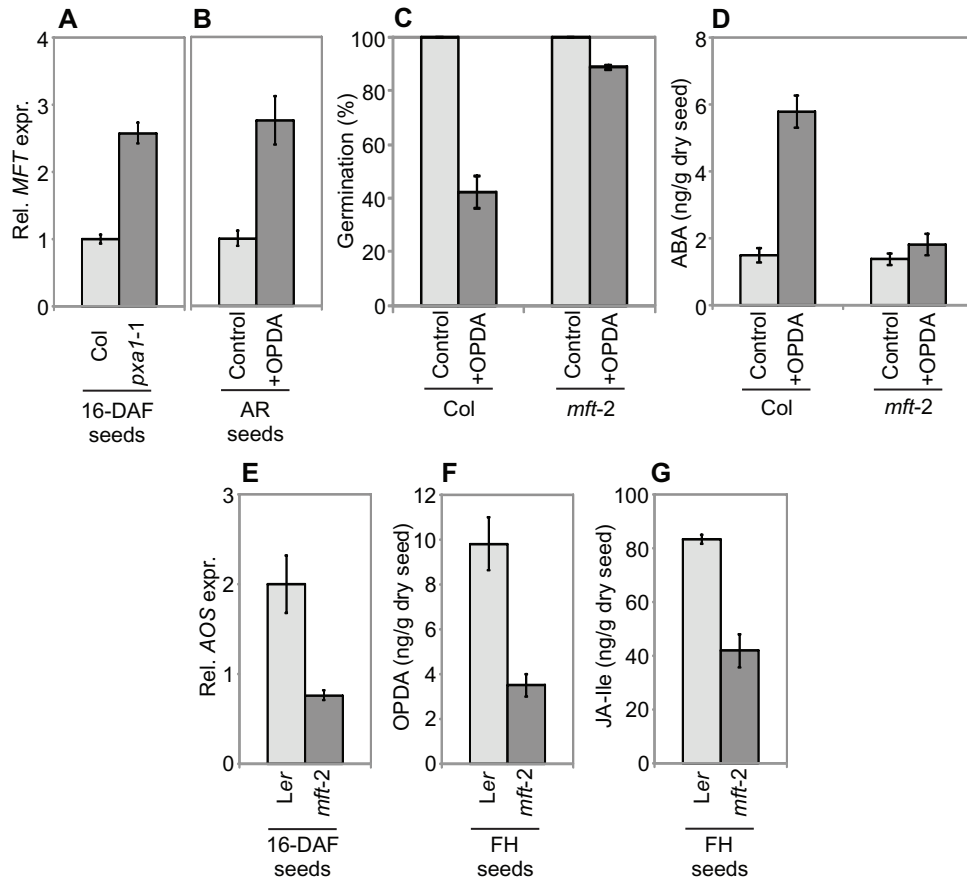 A
Rel. MFT expr.
4
3
2
1
0
Col
pxa1-1
16-DAF
seeds
B
Control
+OPDA
AR
seeds
C
Germination (%)
100
80
60
40
20
0
Control
+OPDA
Col
Control
+OPDA
mft-2
D
ABA (ng/g dry seed)
8
6
4
2
0
Control
+OPDA
Col
Control
+OPDA
mft-2
E
Rel. AOS expr.
3
2
1
0
Ler
mft-2
16-DAF
seeds
F
OPDA (ng/g dry seed)
12
10
8
6
4
2
0
Ler
mft-2
FH
seeds
G
JA-Ile (ng/g dry seed)
100
80
60
40
20
0
Ler
mft-2
FH
seeds